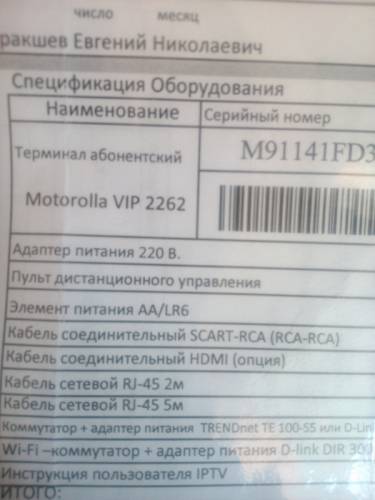 число месяц
ракшев Евгений Николаевич
Спецификация Оборудования
Наименование Серийный номер
Терминал абонентский M91141FD3
Motorolla VIP 2262
Адаптер питания 220 В.
Пульт дистанционного управления
Элемент питания AA/LR6
Кабель соединительный SCART-RCA (RCA-RCA)
Кабель соединительный HDMI (опция)
Кабель сетевой RJ-45 2м
Кабель сетевой RJ-45 5м
Коммутатор + адаптер питания TRENDnet TE 100-S5 или D-Lin
Wi-Fi –коммутатор + адаптер питания D-link DIR 300
Инструкция пользователя IPTV
ИТОГО: